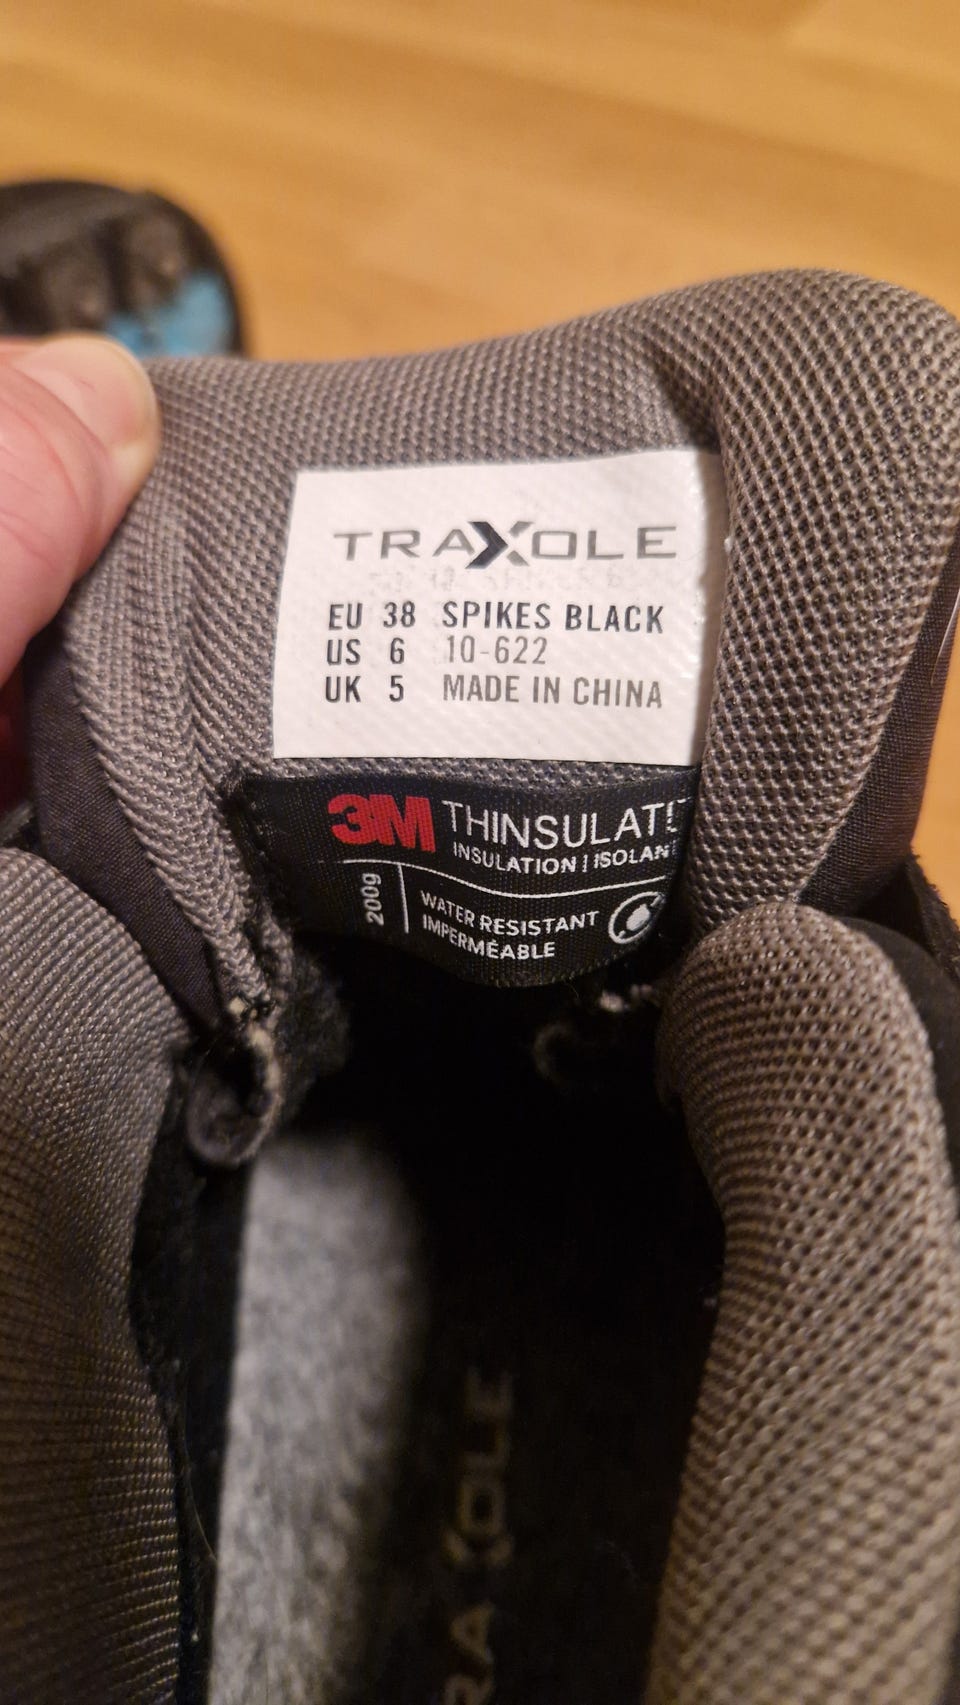 TRAXOLE
EU 38 SPIKES BLACK
US 6 10-622
UK 5 MADE IN CHINA
3M THINSULATE
INSULATION | ISOLANT
200g
WATER RESISTANT
IMPERMÉABLE